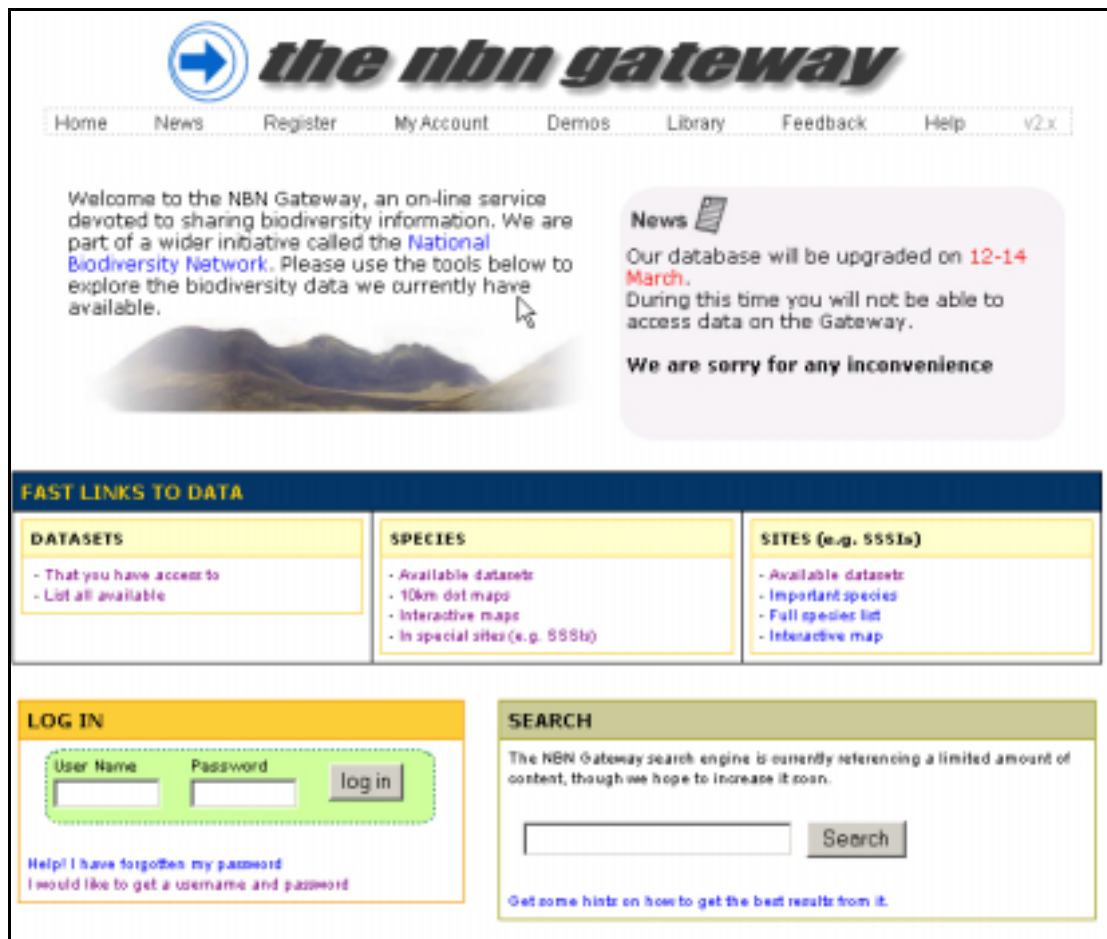 the nbn gateway
Home News Register My Account Demos Library Feedback Help v2.x
Welcome to the NBN Gateway, an on-line service
devoted to sharing biodiversity information. We are
part of a wider initiative called the National
Biodiversity Network. Please use the tools below to
explore the biodiversity data we currently have
available.
News
Our database will be upgraded on 12-14
March.
During this time you will not be able to
access data on the Gateway.
We are sorry for any inconvenience
FAST LINKS TO DATA
DATASETS
- That you have access to
- List all available
SPECIES
- Available datasets
- 10km dot maps
- Interactive maps
- In special sites (e.g. SSSIs)
SITES (e.g. SSSIs)
- Available datasets
- Important species
- Full species list
- Interactive map
LOG IN
User Name Password
log in
Help! I have forgotten my password
I would like to get a username and password
SEARCH
The NBN Gateway search engine is currently referencing a limited amount of
content, though we hope to increase it soon.
Search
Get some hints on how to get the best results from it.